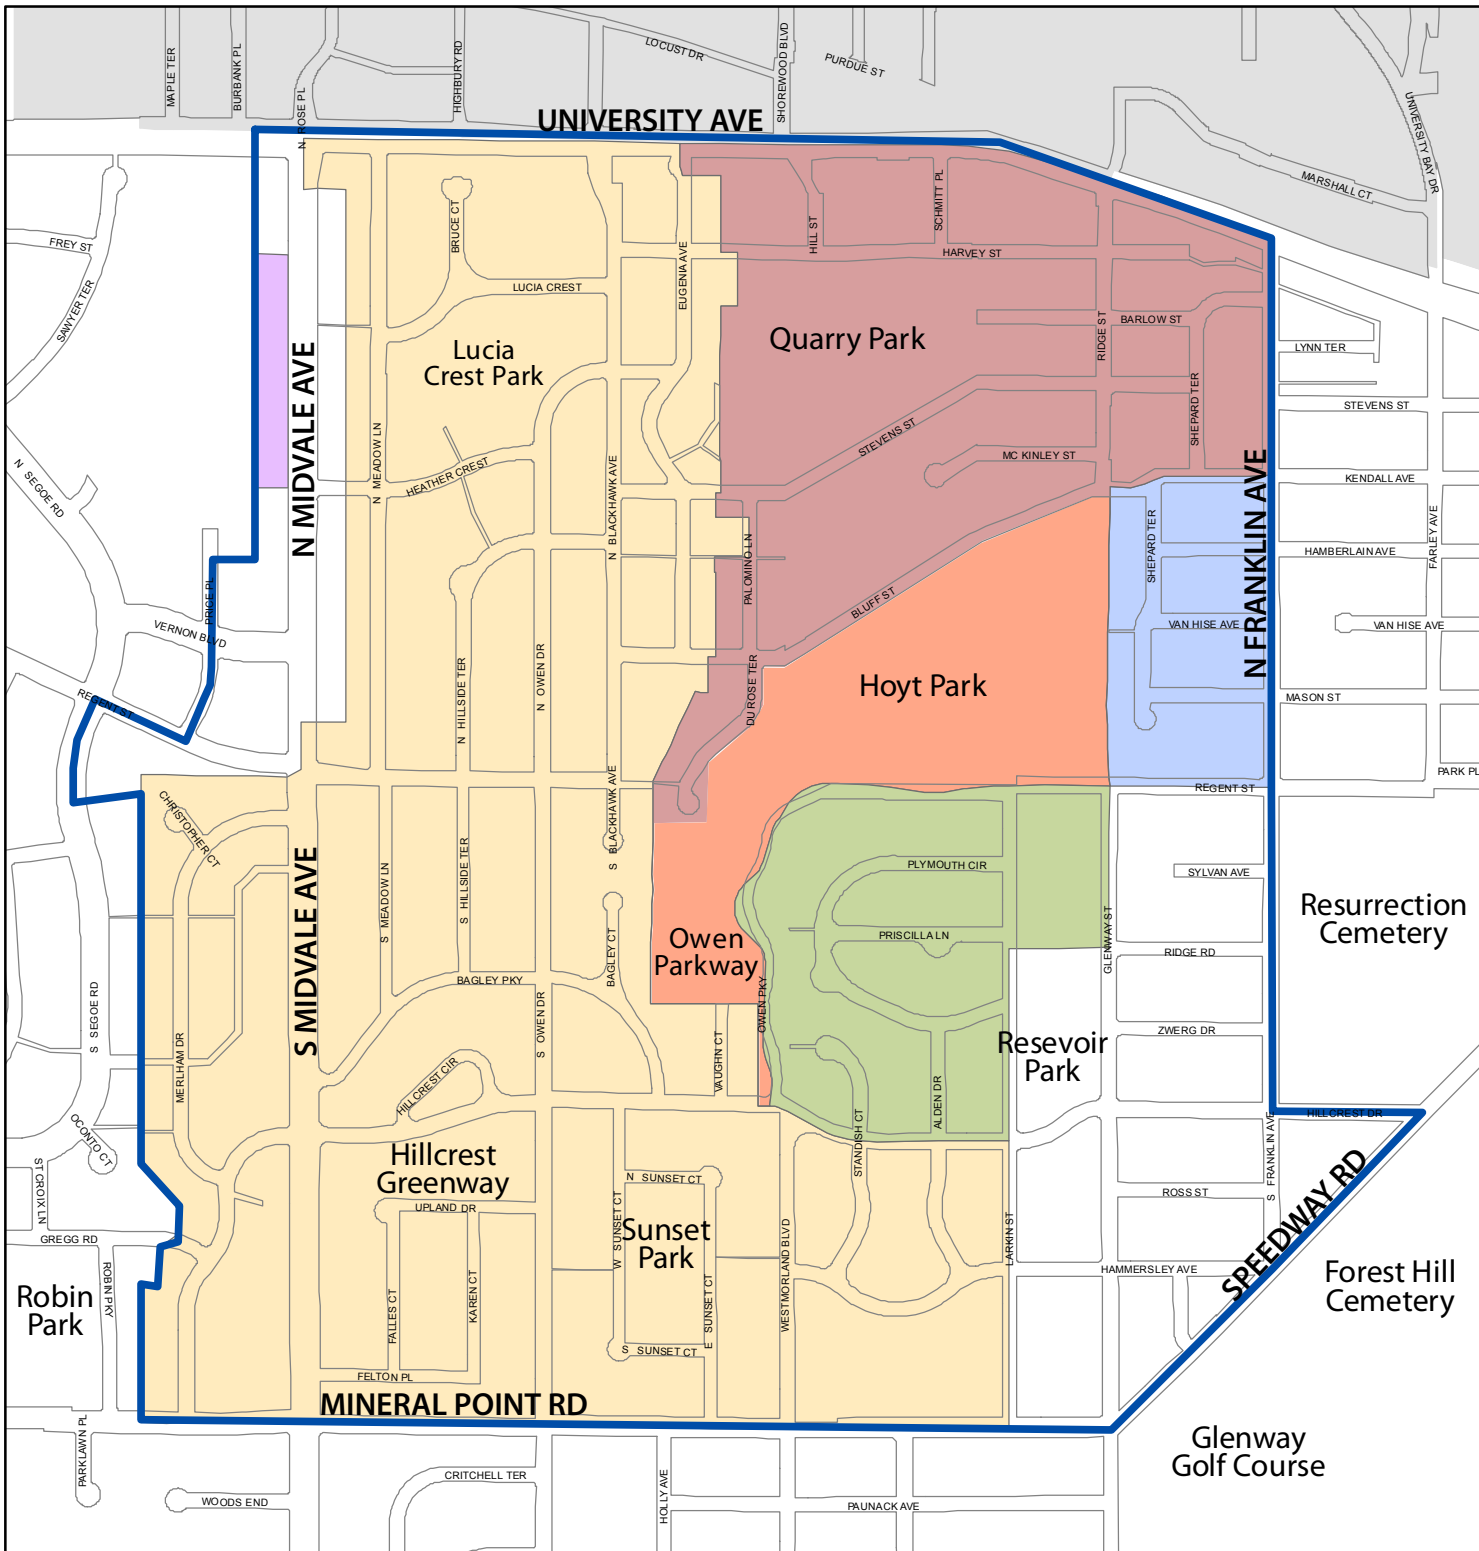 MAPLE TER
BURBANK PL
N ROSE PL
HIGHBURY RD
LOCUST DR
SHOREWOOD BLVD
PURDUE ST
UNIVERSITY BAY DR
MARSHALL CT
UNIVERSITY AVE
FREY ST
SAWYER TER
BRUCE CT
LUCIA CREST
EUGENIA AVE
HILL ST
SCHMITT PL
HARVEY ST
BARLOW ST
RIDGE ST
LYNN TER
Quarry Park
Lucia
Crest Park
N MIDVALE AVE
N MEADOW LN
HEATHER CREST
N BLACKHAWK AVE
STEVENS ST
MC KINLEY ST
SHEPARD TER
STEVENS ST
KENDALL AVE
N SEGOE RD
N FRANKLIN AVE
HAMBERLAIN AVE
FARLEY AVE
SHEPARD TER
PALOMINO LN
BLUFF ST
PRICE PL
VERNON BLVD
VAN HISE AVE
VAN HISE AVE
REGENT ST
N HILLSIDE TER
N OWEN DR
DU ROSE TER
Hoyt Park
MASON ST
PARK PL
REGENT ST
CHRISTOPHER CT
S MIDVALE AVE
S MEADOW LN
S HILLSIDE TER
S BLACKHAWK AVE
PLYMOUTH CIR
SYLVAN AVE
PRISCILLA LN
GLENWAY ST
RIDGE RD
Resurrection
Cemetery
Owen
Parkway
BAGLEY CT
BAGLEY PKY
OWEN PKY
S SEGOE RD
MERLHAM DR
S OWEN DR
VAUGHN CT
ZWERG DR
Resevoir
Park
HILLCREST CIR
ALDEN DR
STANDISH CT
OCONTO CT
ST CROIX LN
HILLCREST DR
S FRANKLIN AVE
Hillcrest
Greenway
N SUNSET CT
UPLAND DR
W SUNSET CT
Sunset
Park
ROSS ST
SPEEDWAY RD
GREGG RD
ROBIN PKY
Robin
Park
FALLES CT
KAREN CT
E SUNSET CT
S SUNSET CT
WESTMORLAND BLVD
LARKIN ST
HAMMERSLEY AVE
Forest Hill
Cemetery
FELTON PL
MINERAL POINT RD
PARKLAWN PL
WOODS END
CRITCHELL TER
HOLLY AVE
PAUNACK AVE
Glenway
Golf Course